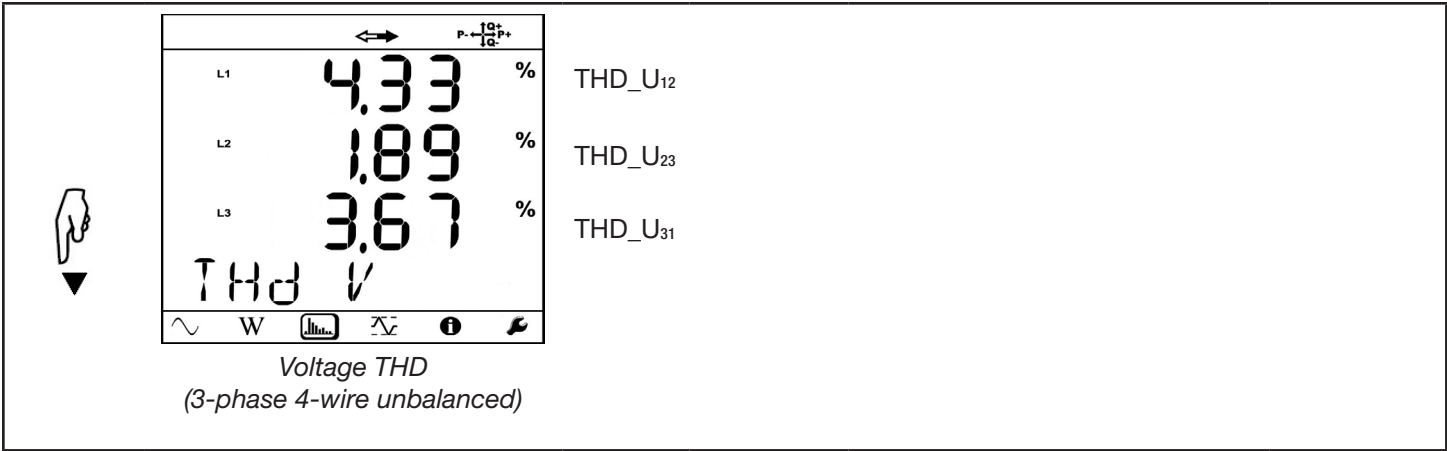 P- Q+ P+
Q-
L1 4.33 % THD_U12
L2 1.89 % THD_U23
L3 3.67 % THD_U31
THd V
W
Voltage THD
(3-phase 4-wire unbalanced)